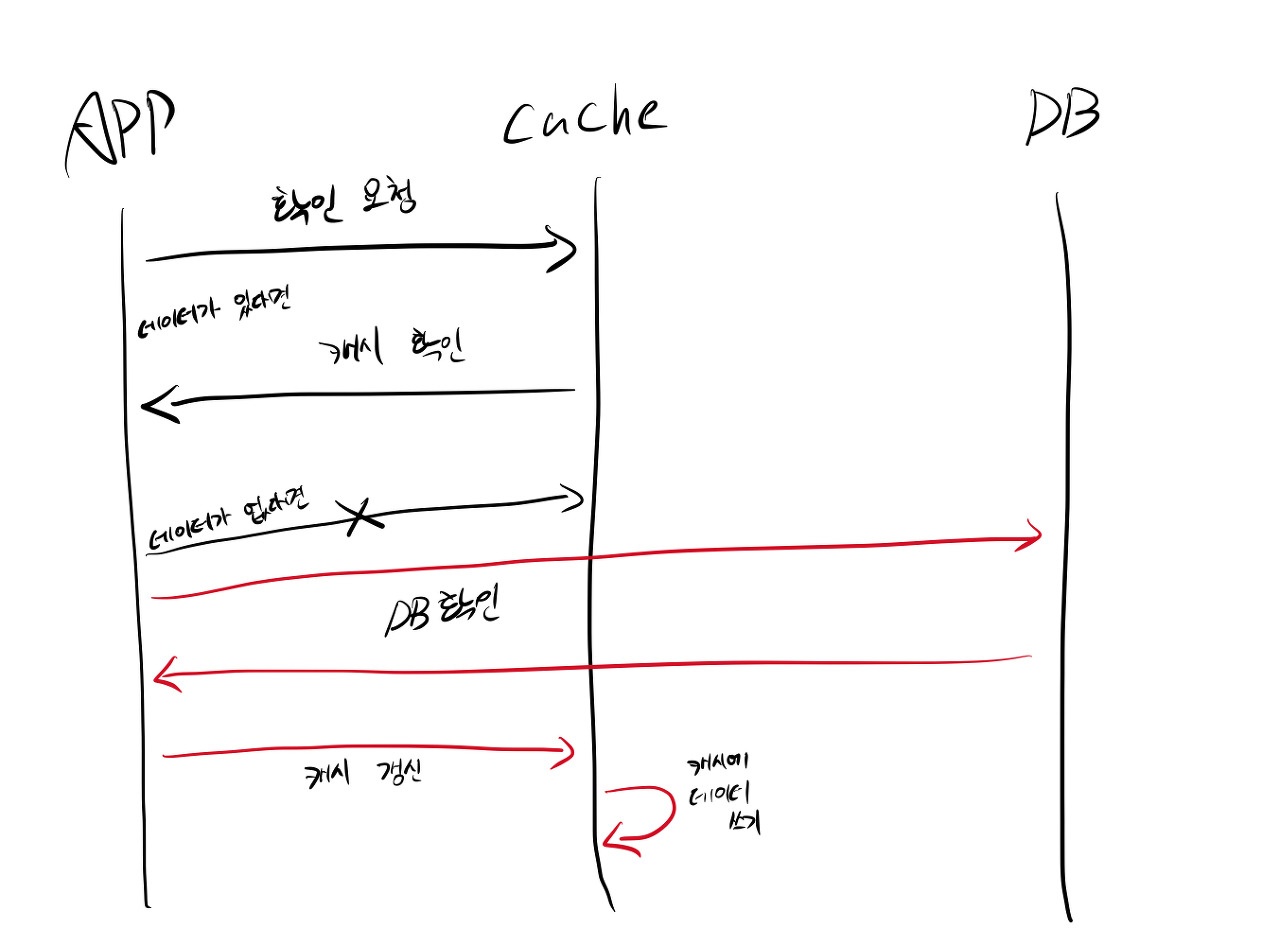 APP
Cache
DB
확인 요청
데이터가 있다면
캐시 확인
데이터가 없다면
DB 확인
캐시 갱신
캐시에
데이터
쓰기